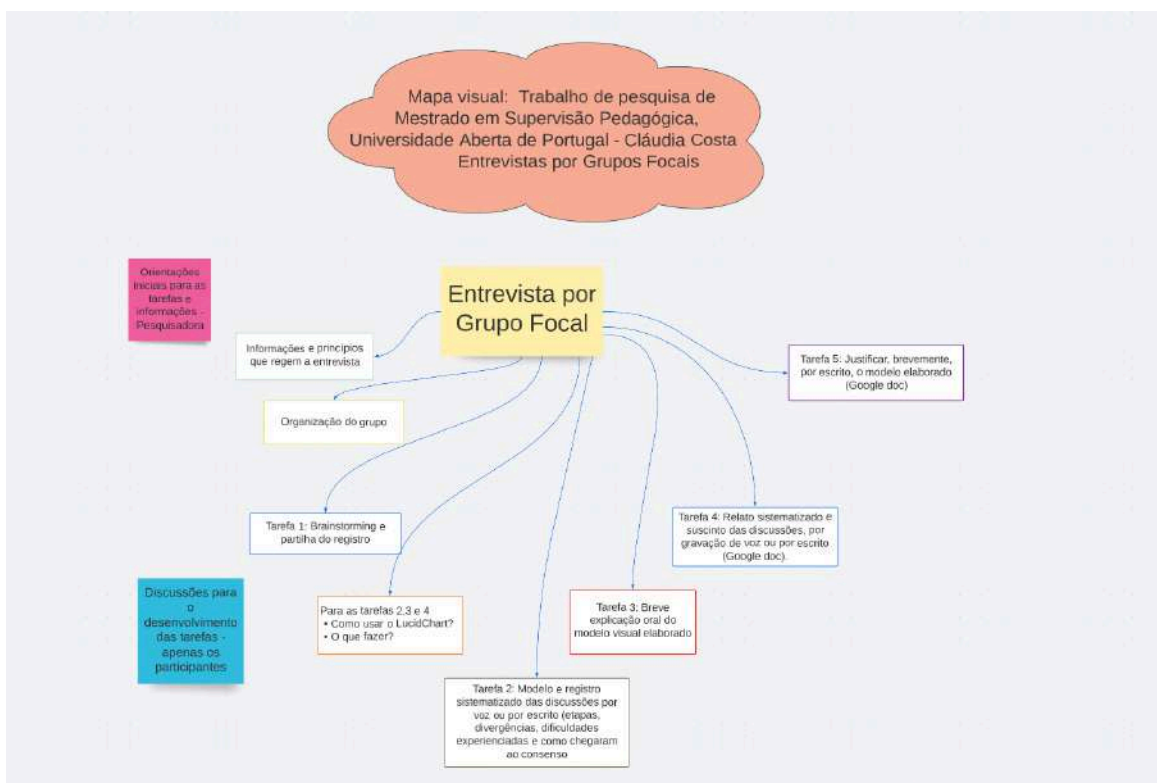 Mapa visual: Trabalho de pesquisa de
Mestrado em Supervisão Pedagógica,
Universidade Aberta de Portugal - Cláudia Costa
Entrevistas por Grupos Focais
Orientações
iniciais para as
tarefas e
informações -
Pesquisadora
Entrevista por
Grupo Focal
Informações e princípios
que regem a entrevista
Organização do grupo
Tarefa 5: Justificar, brevemente,
por escrito, o modelo elaborado
(Google doc)
Tarefa 1: Brainstorming e
partilha do registro
Tarefa 4: Relato sistematizado e
suscinto das discussões, por
gravação de voz ou por escrito
(Google doc).
Discussões para
o
desenvolvimento
das tarefas -
apenas os
participantes
Para as tarefas 2,3 e 4
• Como usar o LucidChart?
• O que fazer?
Tarefa 3: Breve
explicação oral do
modelo visual elaborado
Tarefa 2: Modelo e registro
sistematizado das discussões por
voz ou por escrito (etapas,
divergências, dificuldades
experienciadas e como chegaram
ao consenso